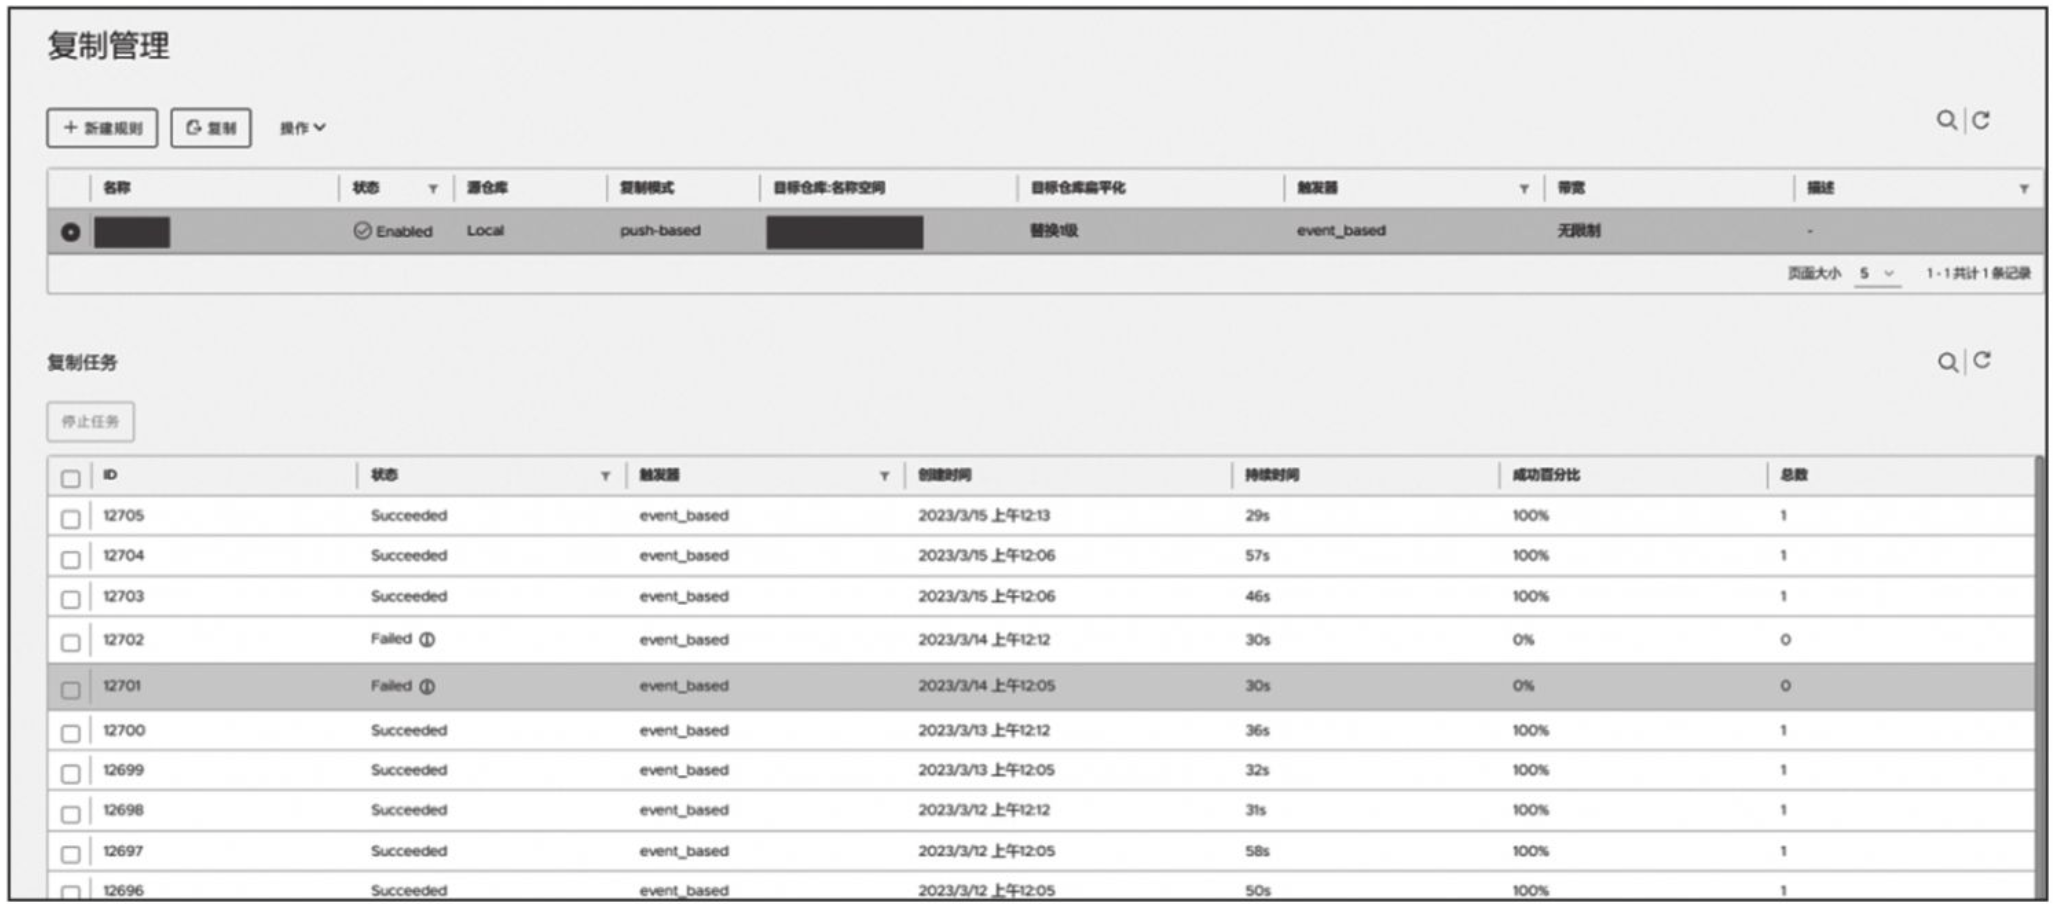 复制管理
+ 新建规则 复制 操作
名称 状态 源仓库 复制模式 目标仓库:名称空间 目标仓库扁平化 触发器 带宽 描述
Enabled Local push-based 替换1级 event_based 无限制 -
页面大小 5 1 - 1 共计 1 条记录
复制任务
停止任务
ID 状态 触发器 创建时间 持续时间 成功百分比 总数
12705 Succeeded event_based 2023/3/15 上午12:13 29s 100% 1
12704 Succeeded event_based 2023/3/15 上午12:06 57s 100% 1
12703 Succeeded event_based 2023/3/15 上午12:06 46s 100% 1
12702 Failed event_based 2023/3/14 上午12:12 30s 0% 0
12701 Failed event_based 2023/3/14 上午12:05 30s 0% 0
12700 Succeeded event_based 2023/3/13 上午12:12 36s 100% 1
12699 Succeeded event_based 2023/3/13 上午12:05 32s 100% 1
12698 Succeeded event_based 2023/3/12 上午12:12 31s 100% 1
12697 Succeeded event_based 2023/3/12 上午12:05 58s 100% 1
12696 Succeeded event_based 2023/3/12 上午12:05 50s 100% 1